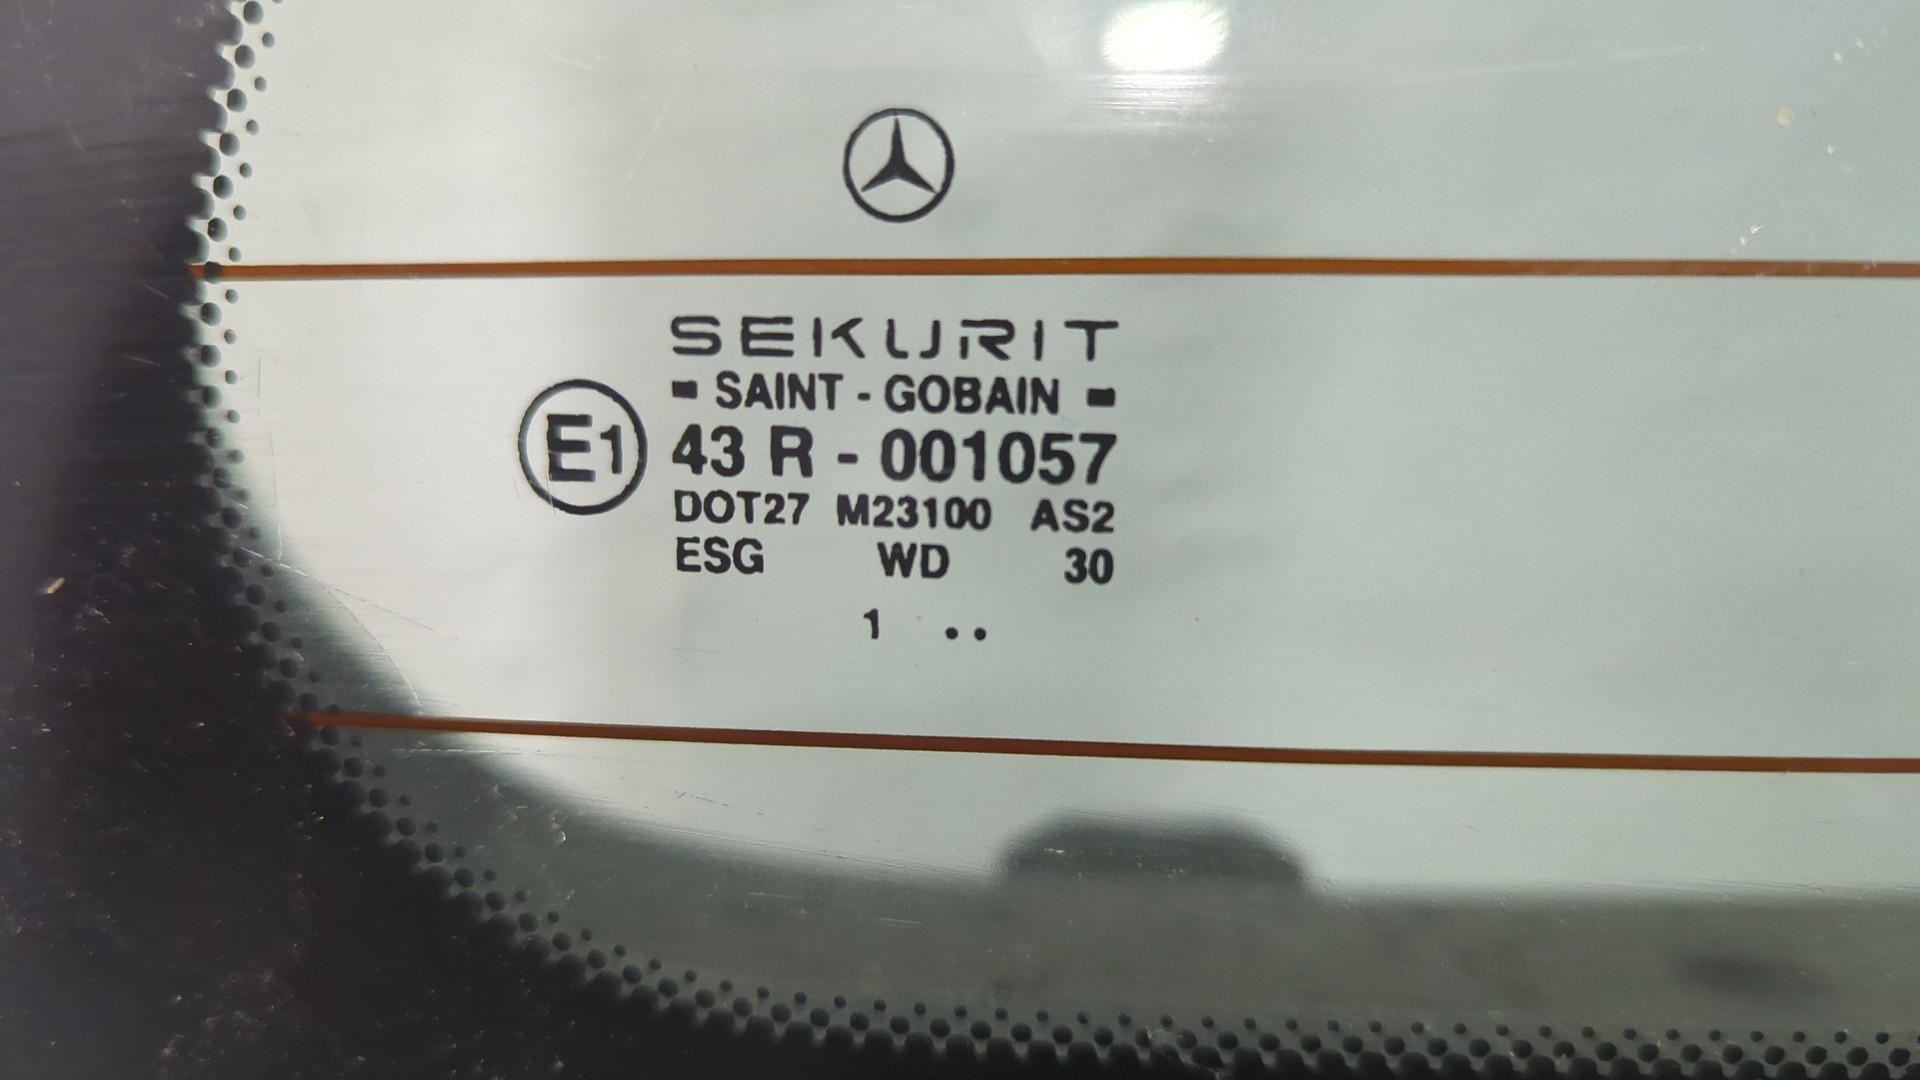 SEKURIT
- SAINT - GOBAIN -
E1
43 R - 001057
DOT27 M23100 AS2
ESG WD 30
1 ..